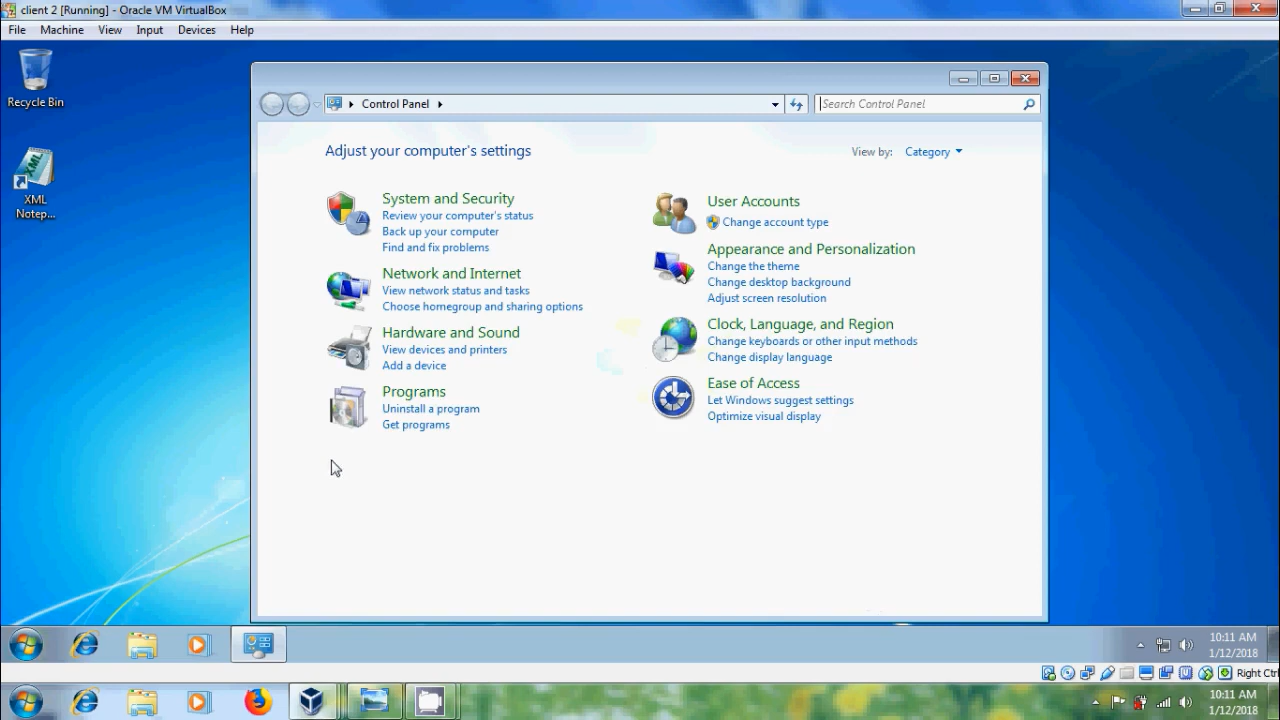 client 2 [Running] - Oracle VM VirtualBox
File Machine View Input Devices Help
Recycle Bin
XML
Notep...
Control Panel
Search Control Panel
Adjust your computer's settings
View by: Category
System and Security
Review your computer's status
Back up your computer
Find and fix problems
Network and Internet
View network status and tasks
Choose homegroup and sharing options
Hardware and Sound
View devices and printers
Add a device
Programs
Uninstall a program
Get programs
User Accounts
Change account type
Appearance and Personalization
Change the theme
Change desktop background
Adjust screen resolution
Clock, Language, and Region
Change keyboards or other input methods
Change display language
Ease of Access
Let Windows suggest settings
Optimize visual display
10:11 AM
1/12/2018
Right Ctrl
10:11 AM
1/12/2018